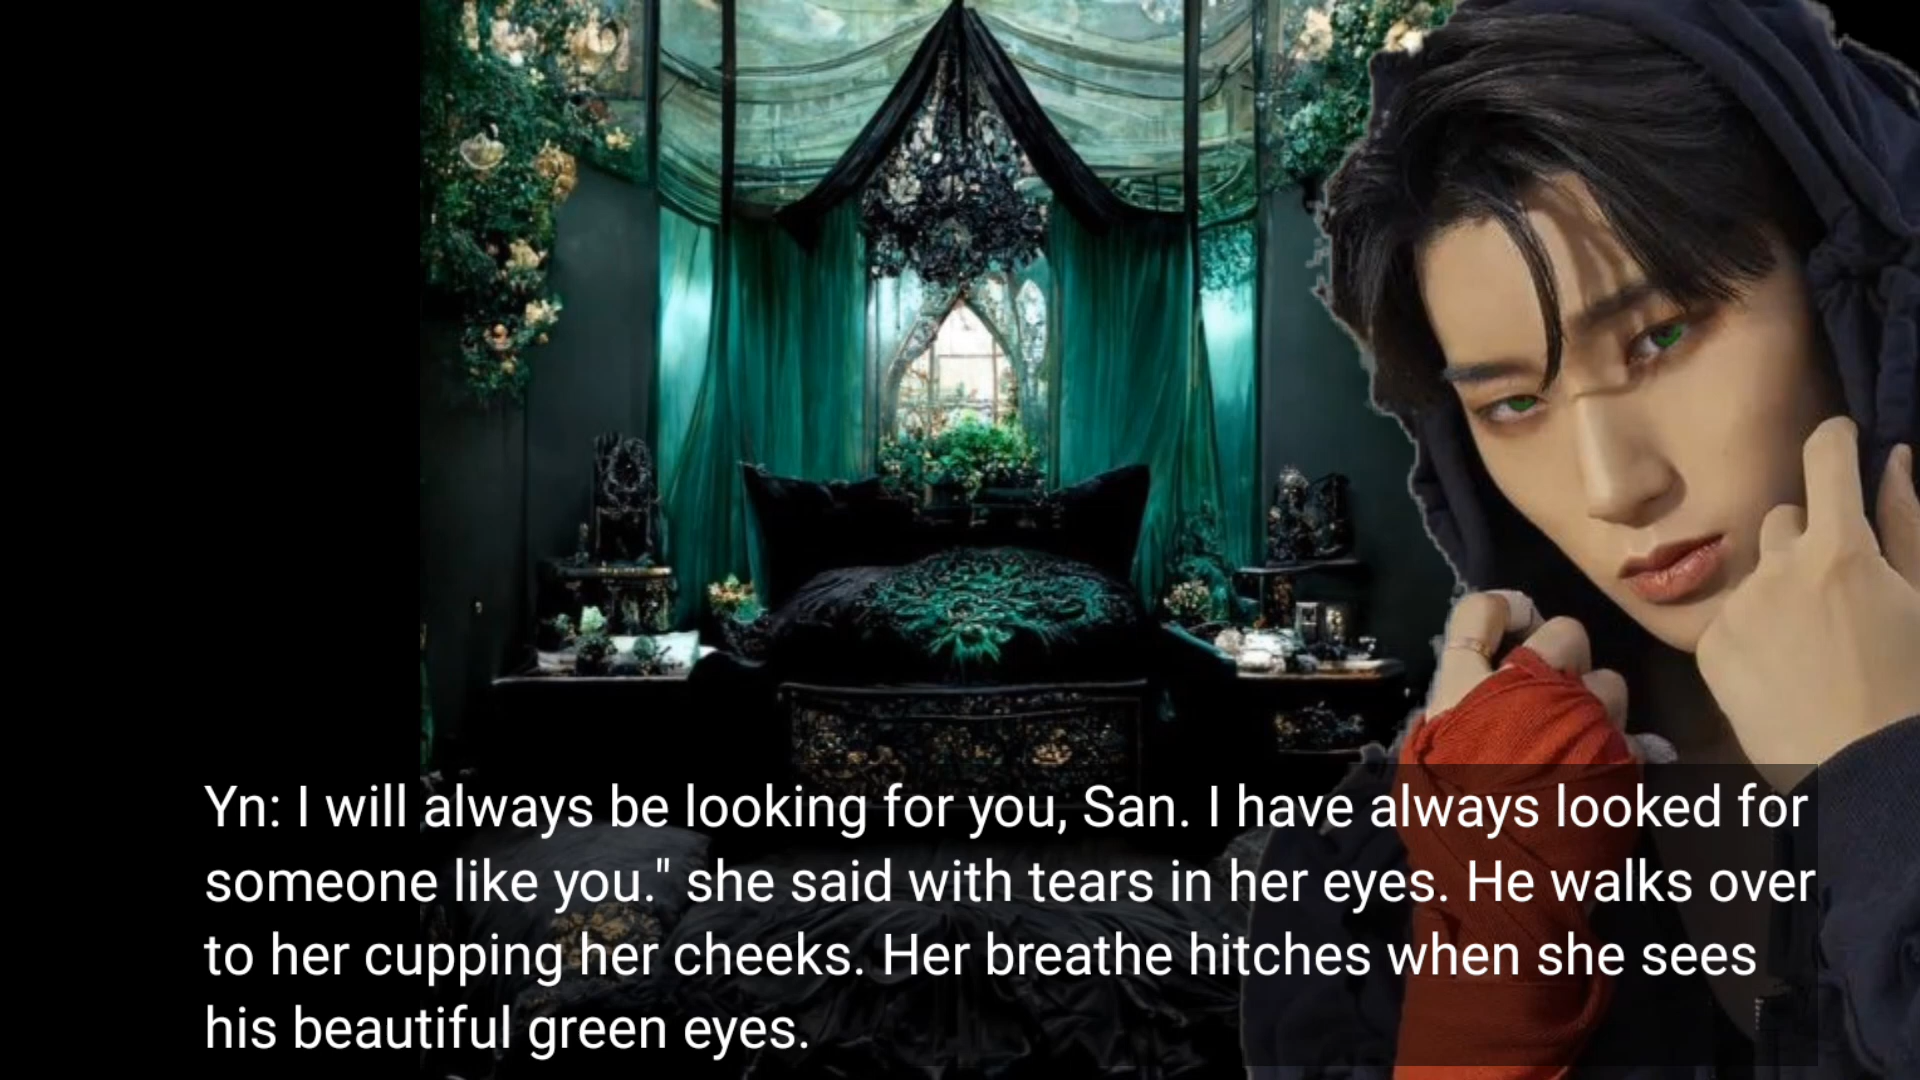 Yn: I will always be looking for you, San. I have always looked for
someone like you." she said with tears in her eyes. He walks over
to her cupping her cheeks. Her breathe hitches when she sees
his beautiful green eyes.